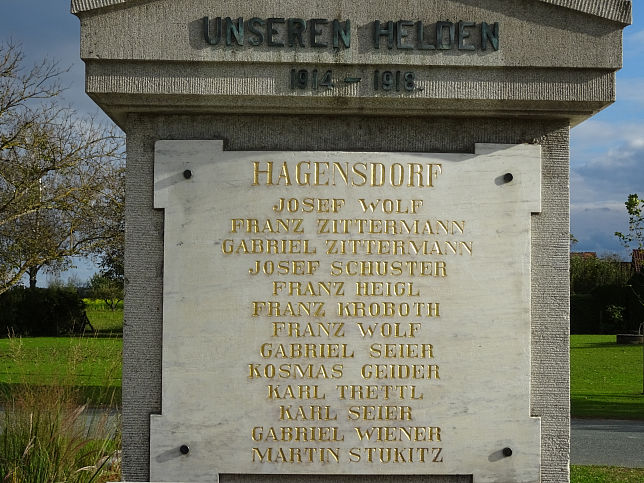 UNSEREN HELDEN
1914 – 1918
HAGENSDORF
JOSEF WOLF
FRANZ ZITTERMANN
GABRIEL ZITTERMANN
JOSEF SCHUSTER
FRANZ HEIGL
FRANZ KROBOTH
FRANZ WOLF
GABRIEL SEIER
KOSMAS GEIDER
KARL TRETTL
KARL SEIER
GABRIEL WIENER
MARTIN STUKITZ